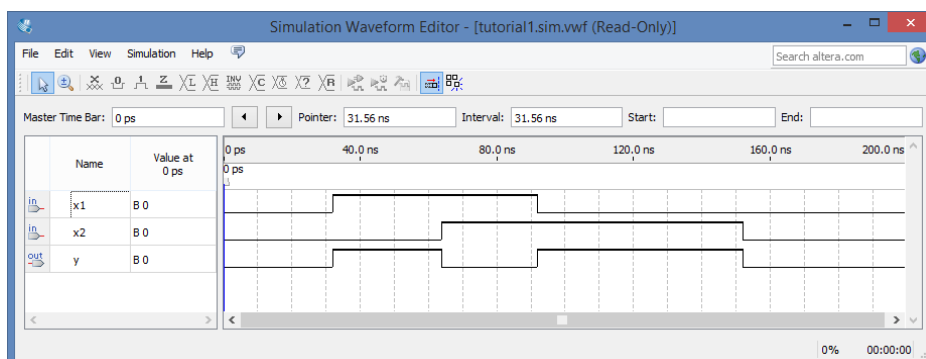 Simulation Waveform Editor - [tutorial1.sim.vwf (Read-Only)]
File Edit View Simulation Help
Search altera.com
Master Time Bar: 0 ps Pointer: 31.56 ns Interval: 31.56 ns Start: End:
Name Value at 0 ps
0 ps 40.0 ns 80.0 ns 120.0 ns 160.0 ns 200.0 ns
0 ps
in x1 B 0
in x2 B 0
out y B 0
0% 00:00:00